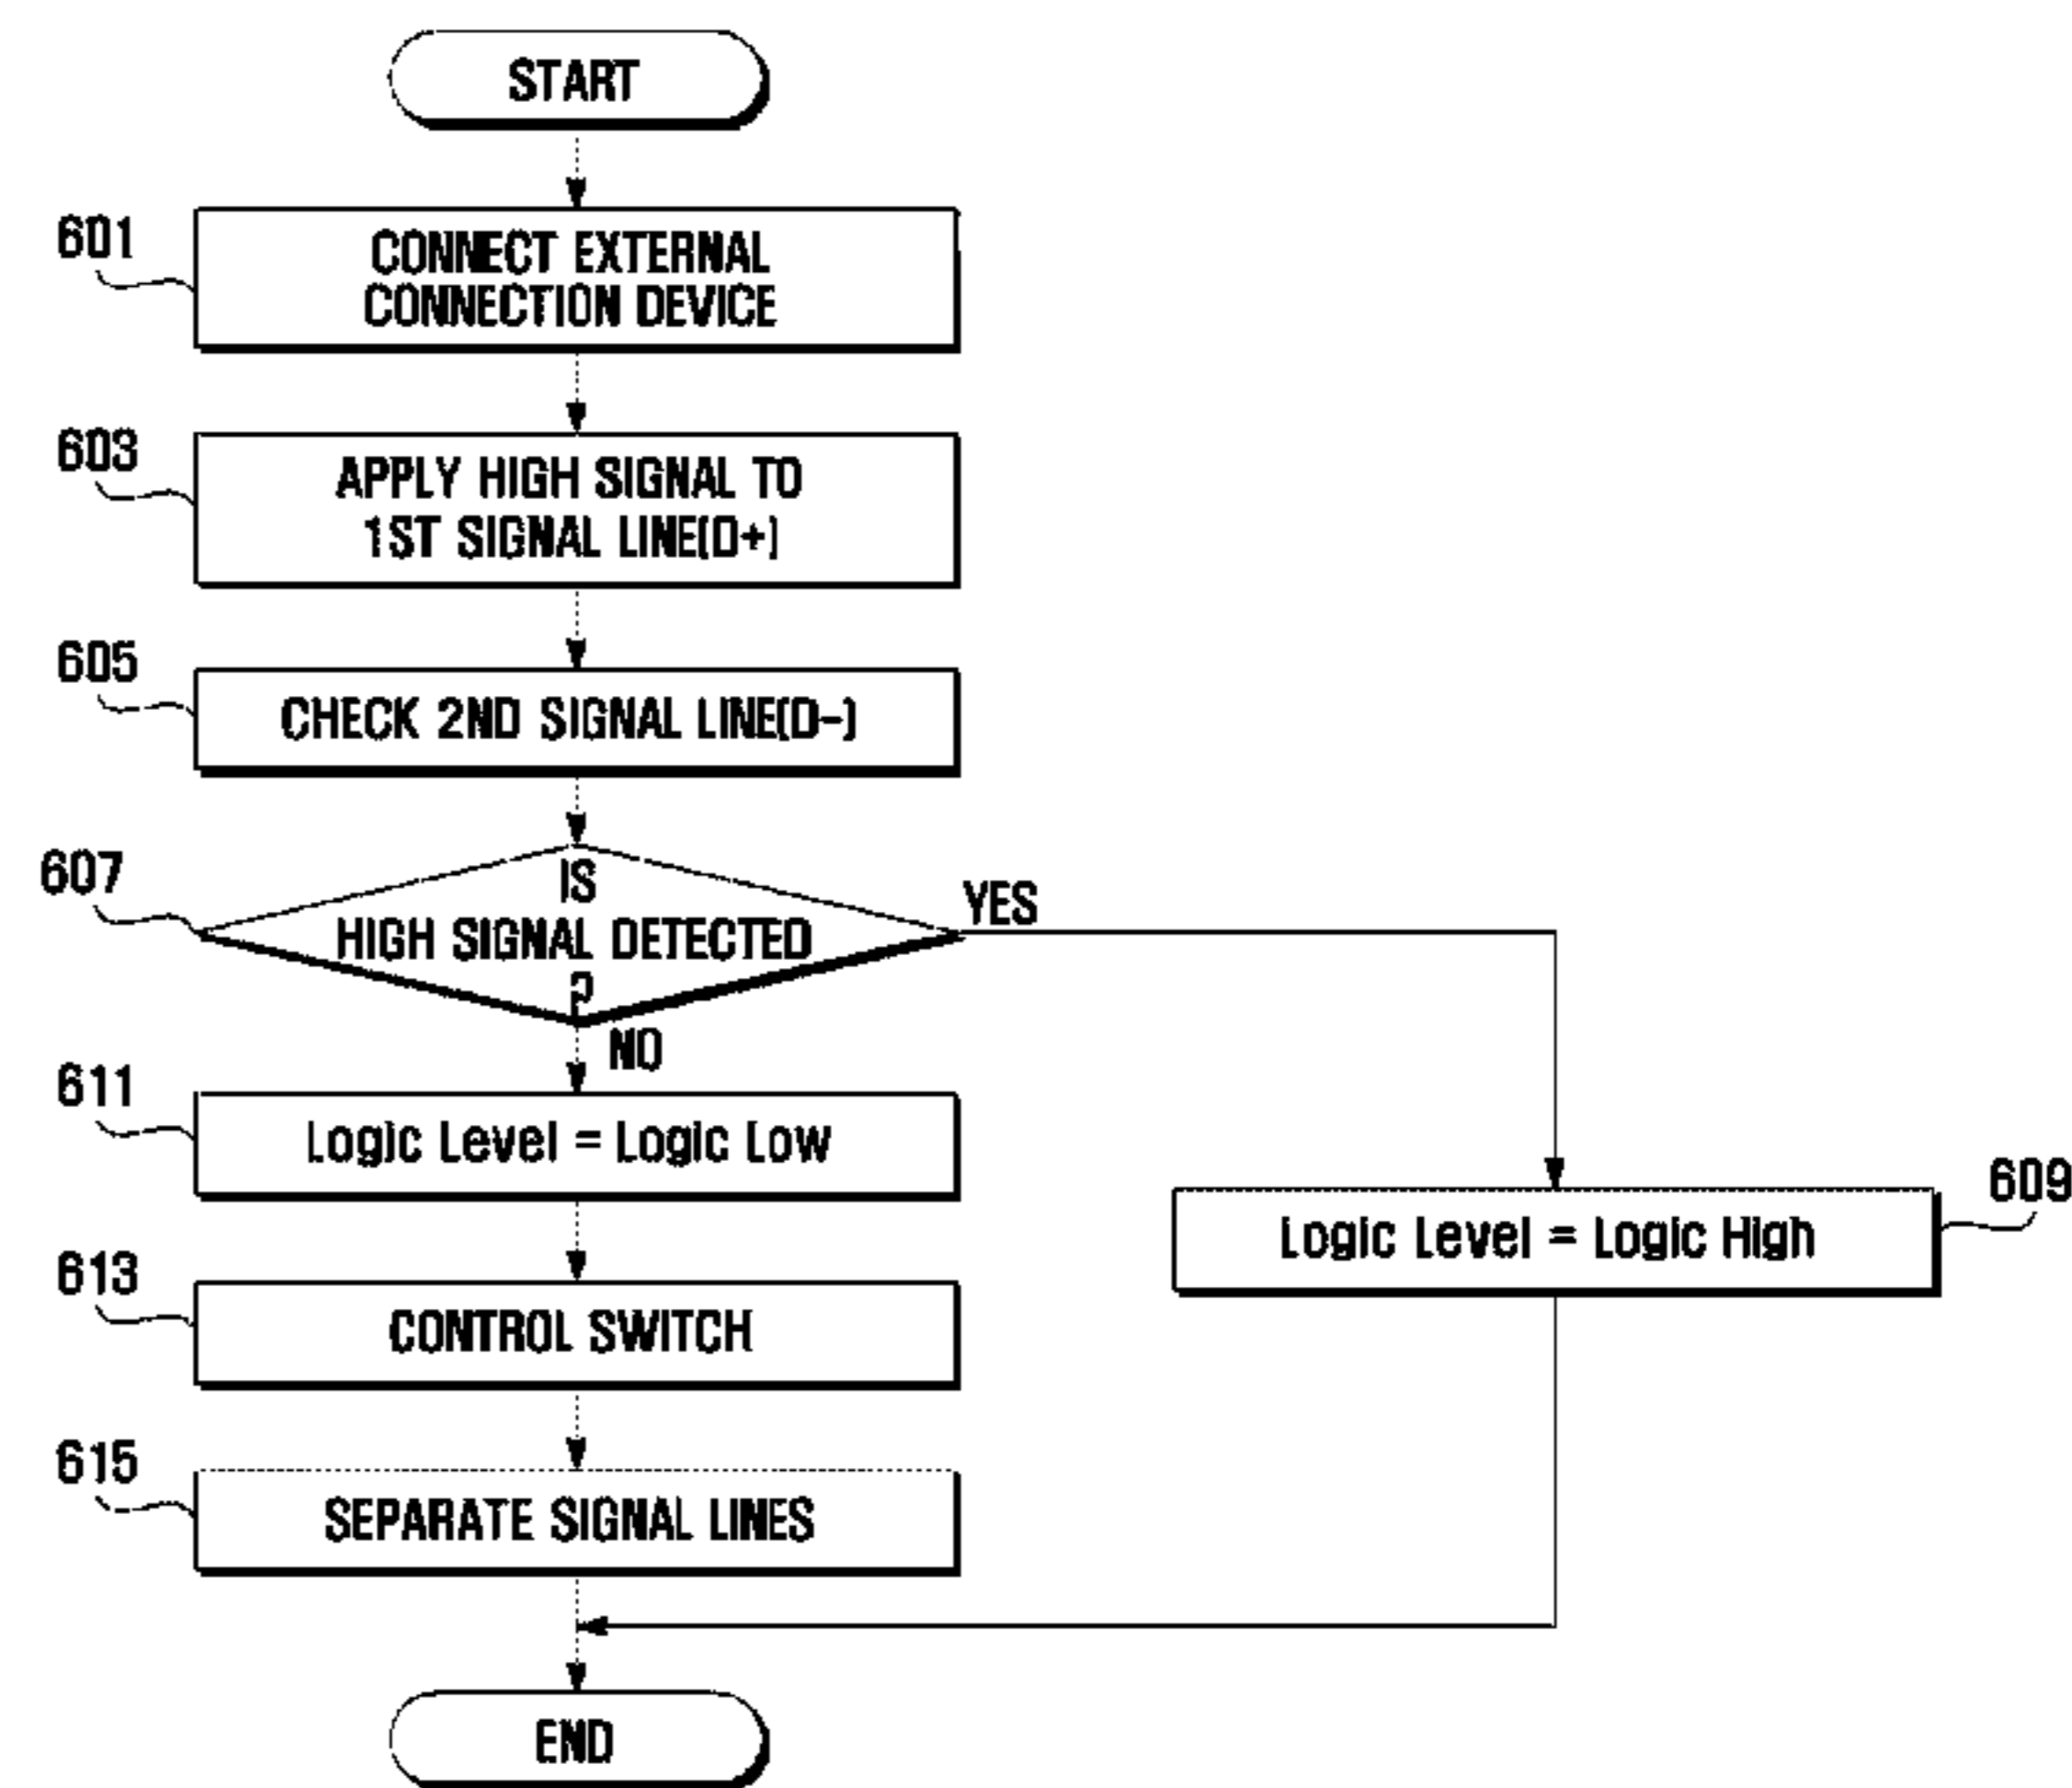 START
601
CONNECT EXTERNAL
CONNECTION DEVICE
603
APPLY HIGH SIGNAL TO
1ST SIGNAL LINE(D+)
605
CHECK 2ND SIGNAL LINE(D-)
607
IS
HIGH SIGNAL DETECTED
?
YES
NO
611
Logic Level = Logic Low
609
Logic Level = Logic High
613
CONTROL SWITCH
615
SEPARATE SIGNAL LINES
END